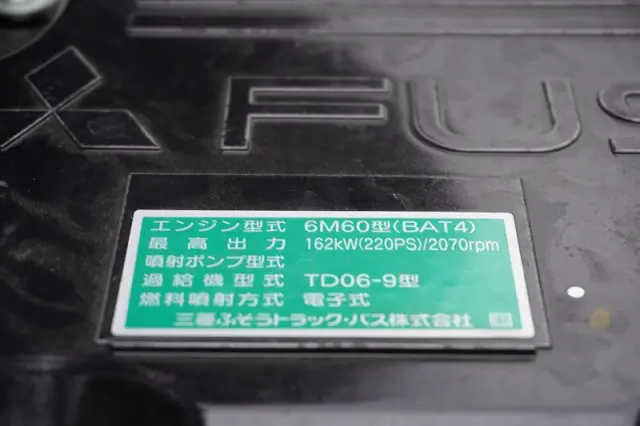 FUS
エンジン型式 6M60型(BAT4)
最高出力 162kW(220PS)/2070rpm
噴射ポンプ型式
過給機型式 TD06-9型
燃料噴射方式 電子式
三菱ふそうトラック・バス株式会社